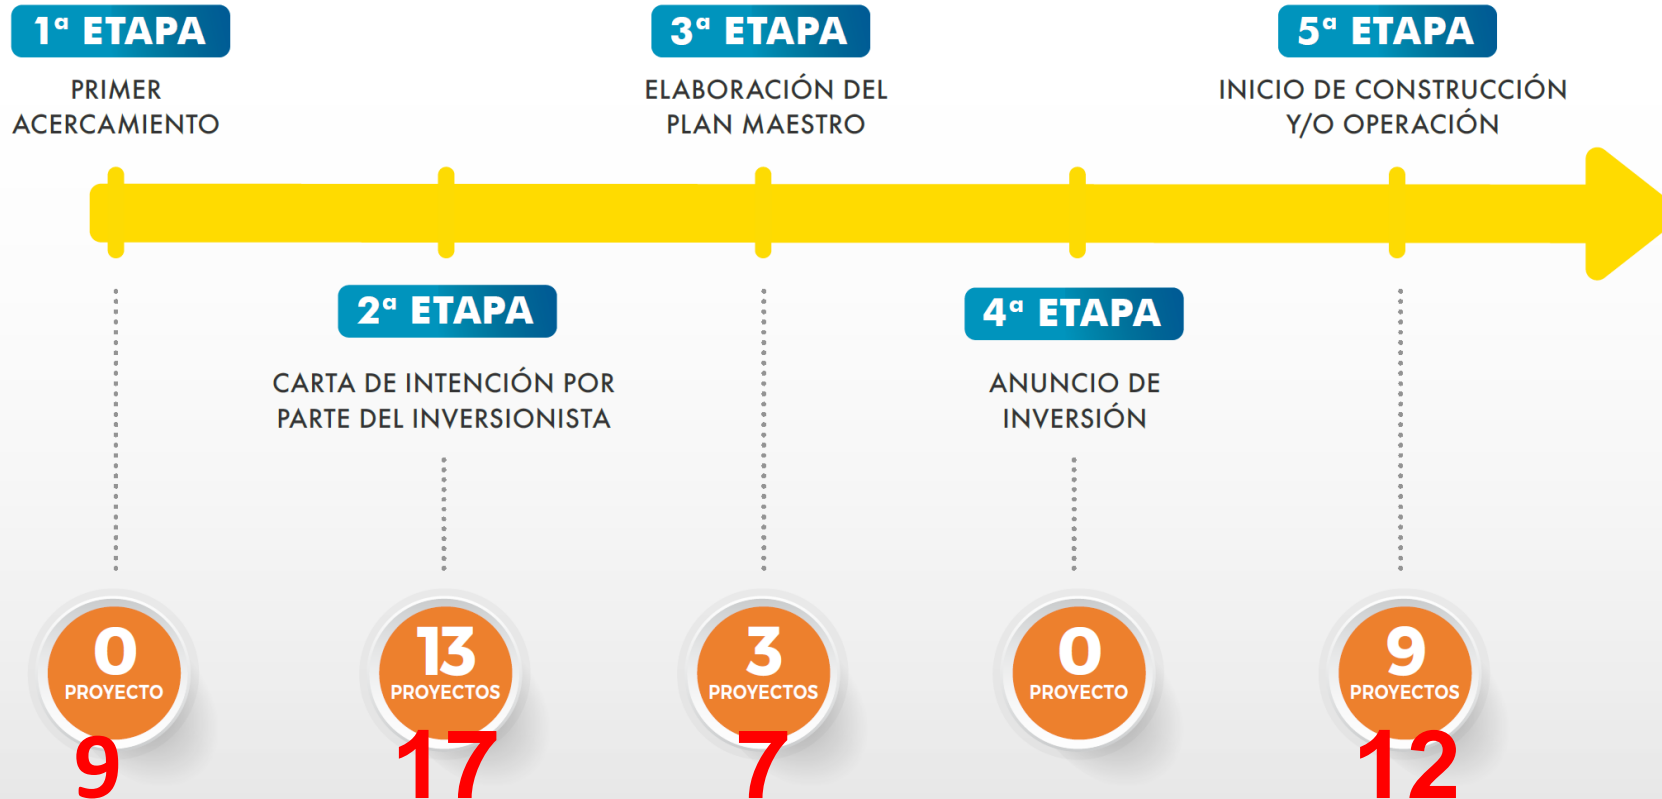 1ª ETAPA
PRIMER
ACERCAMIENTO
3ª ETAPA
ELABORACIÓN DEL
PLAN MAESTRO
5ª ETAPA
INICIO DE CONSTRUCCIÓN
Y/O OPERACIÓN
2ª ETAPA
CARTA DE INTENCIÓN POR
PARTE DEL INVERSIONISTA
4ª ETAPA
ANUNCIO DE
INVERSIÓN
0
PROYECTO
9
13
PROYECTOS
17
3
PROYECTOS
7
0
PROYECTO
9
PROYECTOS
12